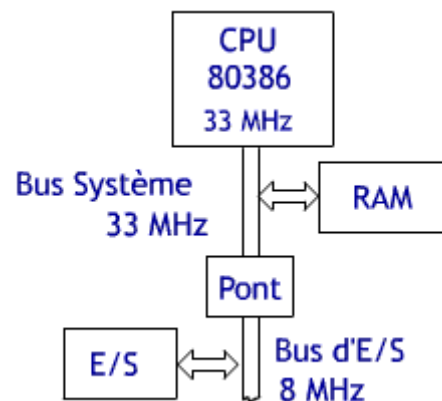 CPU
80386
33 MHz
Bus Système
33 MHz
RAM
Pont
E/S
Bus d'E/S
8 MHz